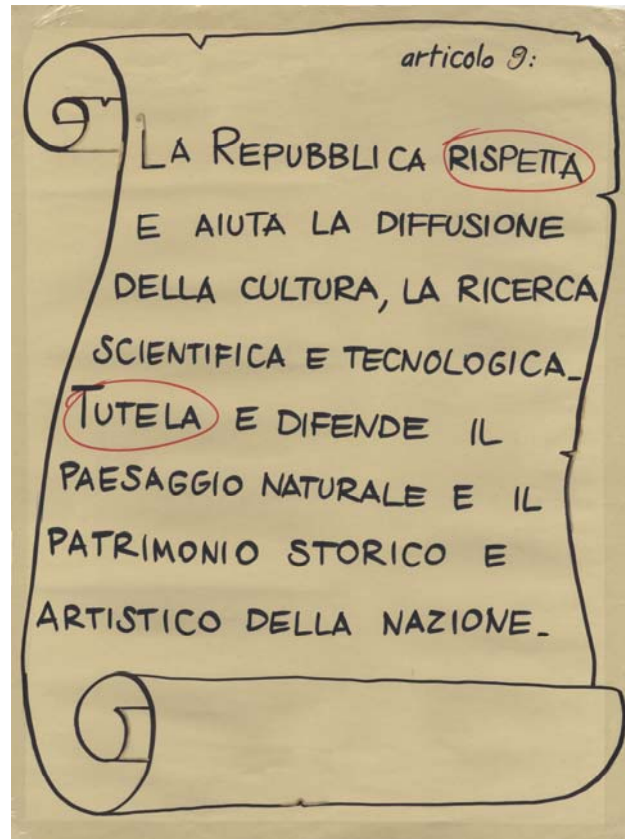 articolo 9:
LA REPUBBLICA RISPETTA
E AIUTA LA DIFFUSIONE
DELLA CULTURA, LA RICERCA
SCIENTIFICA E TECNOLOGICA_
TUTELA E DIFENDE IL
PAESAGGIO NATURALE E IL
PATRIMONIO STORICO E
ARTISTICO DELLA NAZIONE_